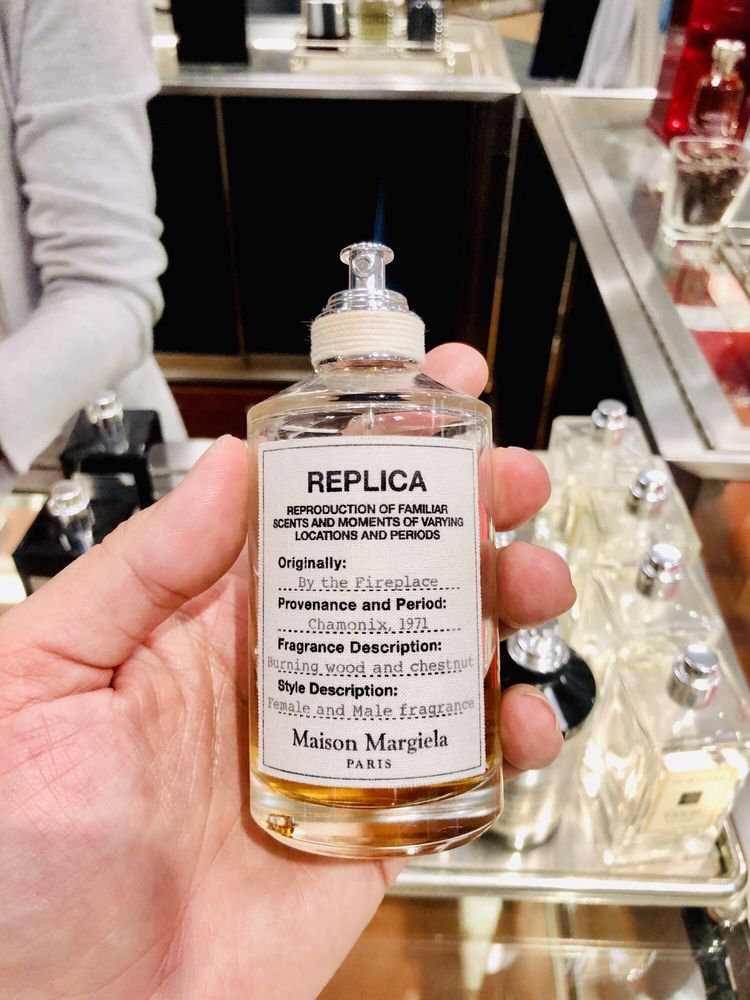 REPLICA
REPRODUCTION OF FAMILIAR
SCENTS AND MOMENTS OF VARYING
LOCATIONS AND PERIODS
Originally:
By the Fireplace
Provenance and Period:
Chamonix, 1971
Fragrance Description:
Burning wood and chestnut
Style Description:
Female and Male fragrance
Maison Margiela
PARIS